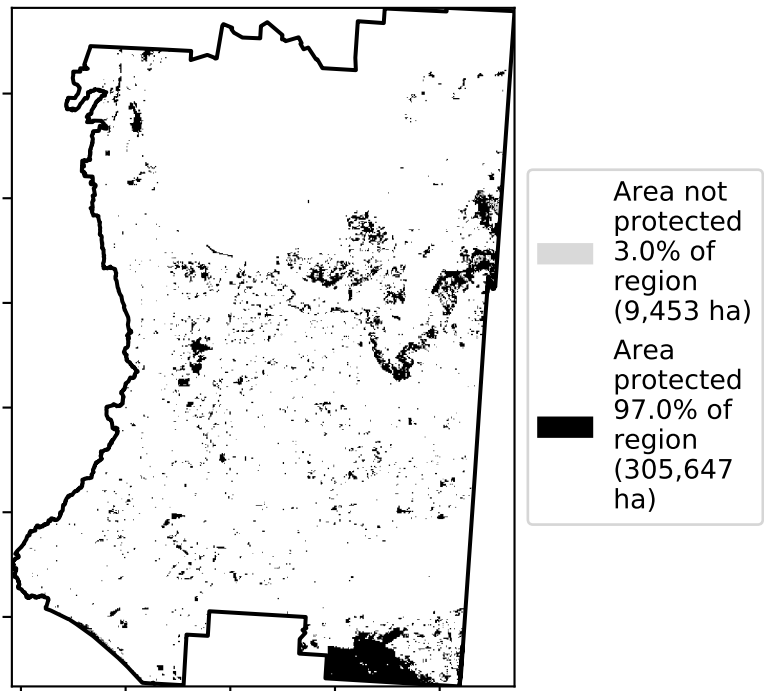 Area not
protected
3.0% of
region
(9,453 ha)
Area
protected
97.0% of
region
(305,647
ha)